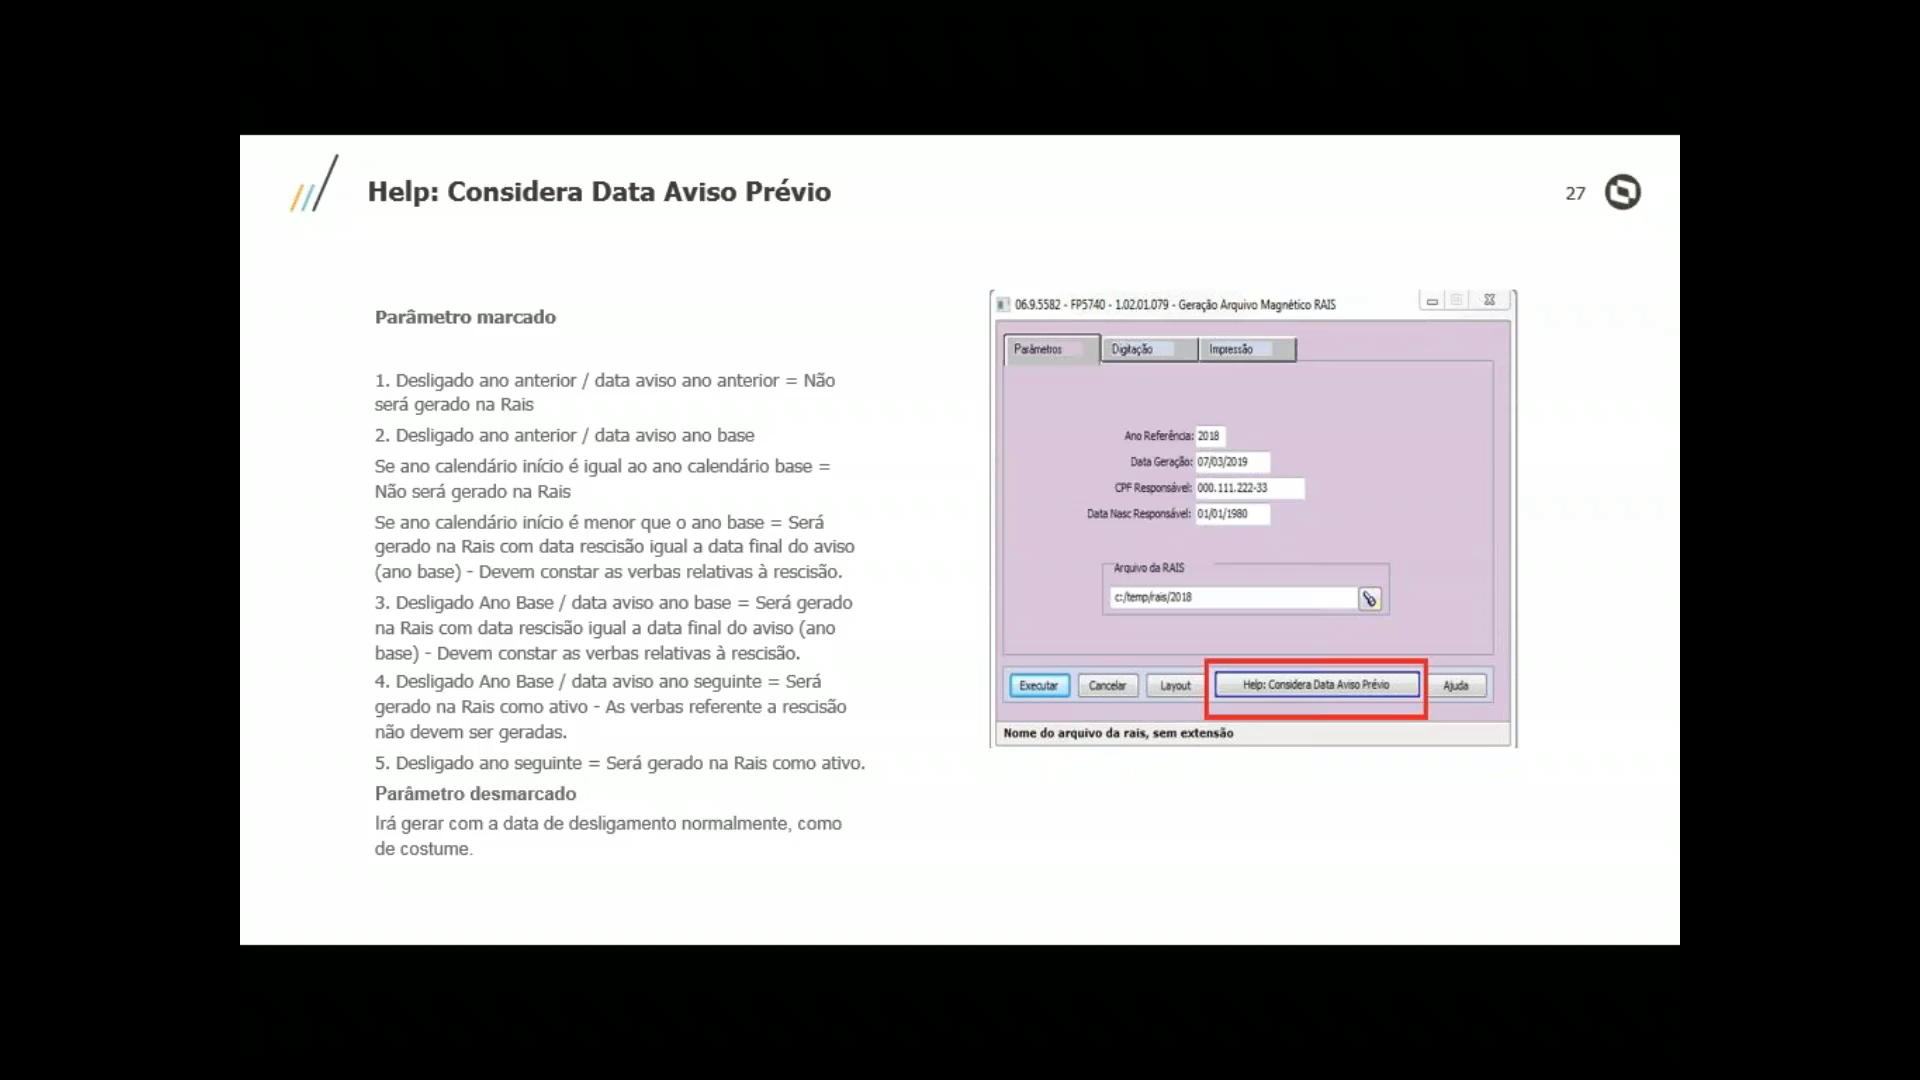 Help: Considera Data Aviso Prévio
27
Parâmetro marcado
1. Desligado ano anterior / data aviso ano anterior = Não
será gerado na Rais
2. Desligado ano anterior / data aviso ano base
Se ano calendário início é igual ao ano calendário base =
Não será gerado na Rais
Se ano calendário início é menor que o ano base = Será
gerado na Rais com data rescisão igual a data final do aviso
(ano base) - Devem constar as verbas relativas à rescisão.
3. Desligado Ano Base / data aviso ano base = Será gerado
na Rais com data rescisão igual a data final do aviso (ano
base) - Devem constar as verbas relativas à rescisão.
4. Desligado Ano Base / data aviso ano seguinte = Será
gerado na Rais como ativo - As verbas referente a rescisão
não devem ser geradas.
5. Desligado ano seguinte = Será gerado na Rais como ativo.
Parâmetro desmarcado
Irá gerar com a data de desligamento normalmente, como
de costume.
06.9.5582 - FP5740 - 1.02.01.079 - Geração Arquivo Magnético RAIS
Parâmetros Digitação Impressão
Ano Referência: 2018
Data Geração: 07/03/2019
CPF Responsável: 000.111.222-33
Data Nasc Responsável: 01/01/1980
Arquivo da RAIS
c:/temp/rais/2018
Executar Cancelar Layout Help: Considera Data Aviso Prévio Ajuda
Nome do arquivo da rais, sem extensão